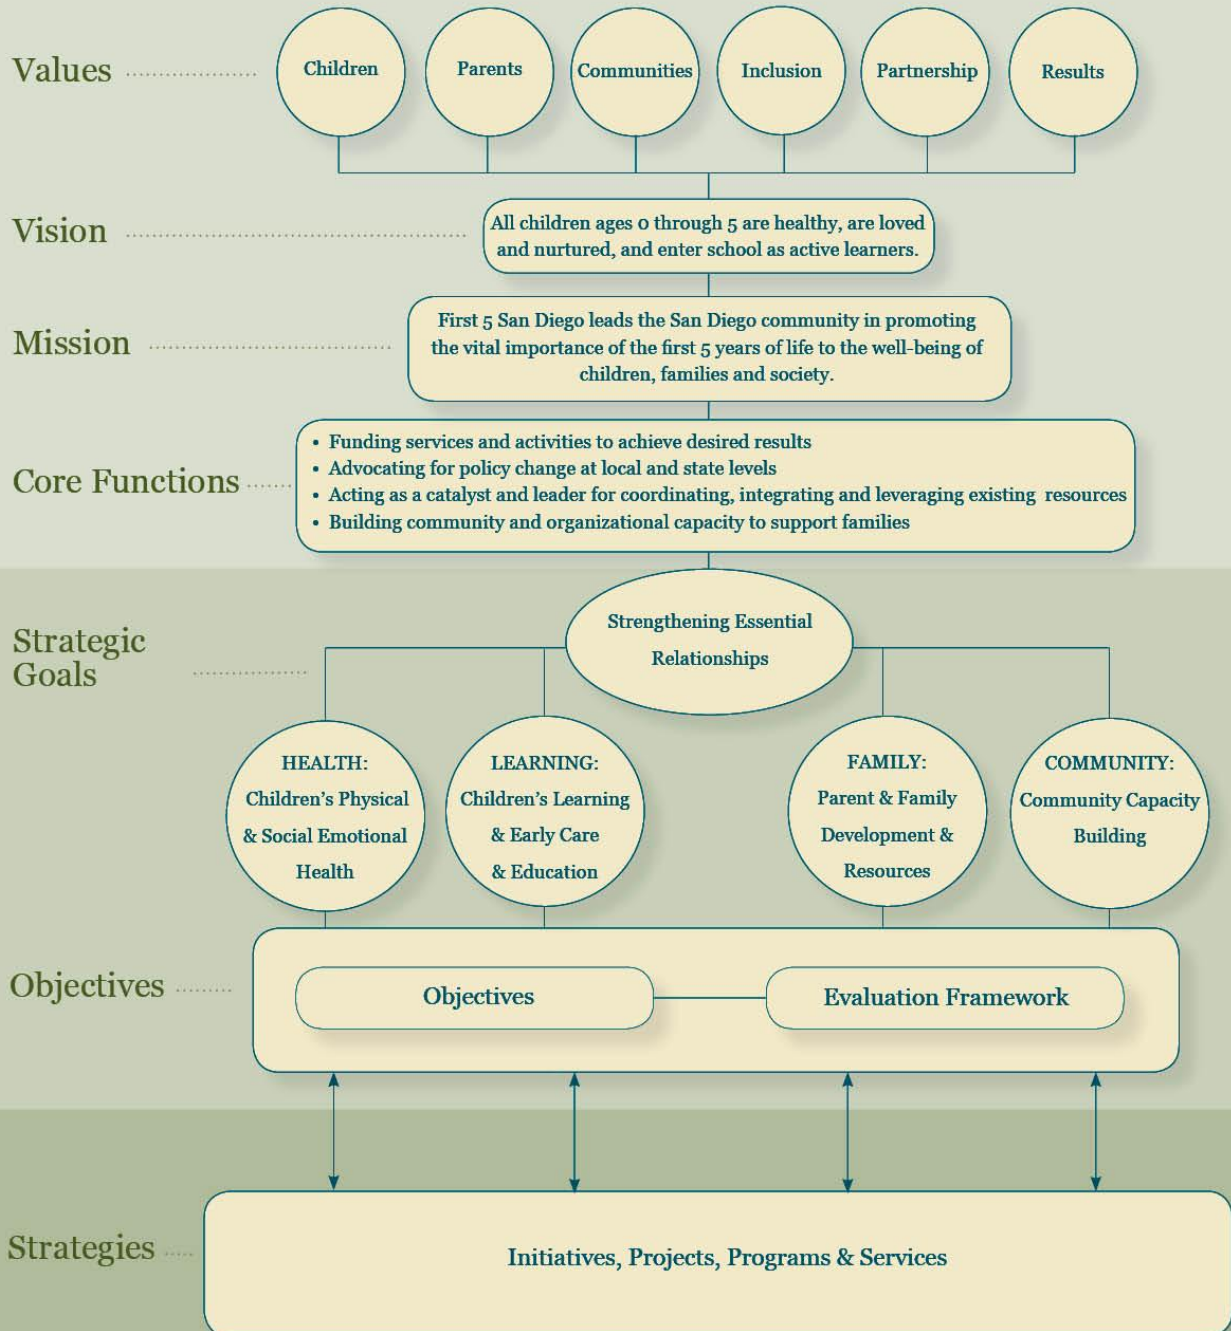 Values
Children
Parents
Communities
Inclusion
Partnership
Results
Vision
All children ages 0 through 5 are healthy, are loved
and nurtured, and enter school as active learners.
Mission
First 5 San Diego leads the San Diego community in promoting
the vital importance of the first 5 years of life to the well-being of
children, families and society.
Core Functions
• Funding services and activities to achieve desired results
• Advocating for policy change at local and state levels
• Acting as a catalyst and leader for coordinating, integrating and leveraging existing resources
• Building community and organizational capacity to support families
Strategic
Goals
Strengthening Essential
Relationships
HEALTH:
Children's Physical
& Social Emotional
Health
LEARNING:
Children's Learning
& Early Care
& Education
FAMILY:
Parent & Family
Development &
Resources
COMMUNITY:
Community Capacity
Building
Objectives
Objectives
Evaluation Framework
Strategies
Initiatives, Projects, Programs & Services